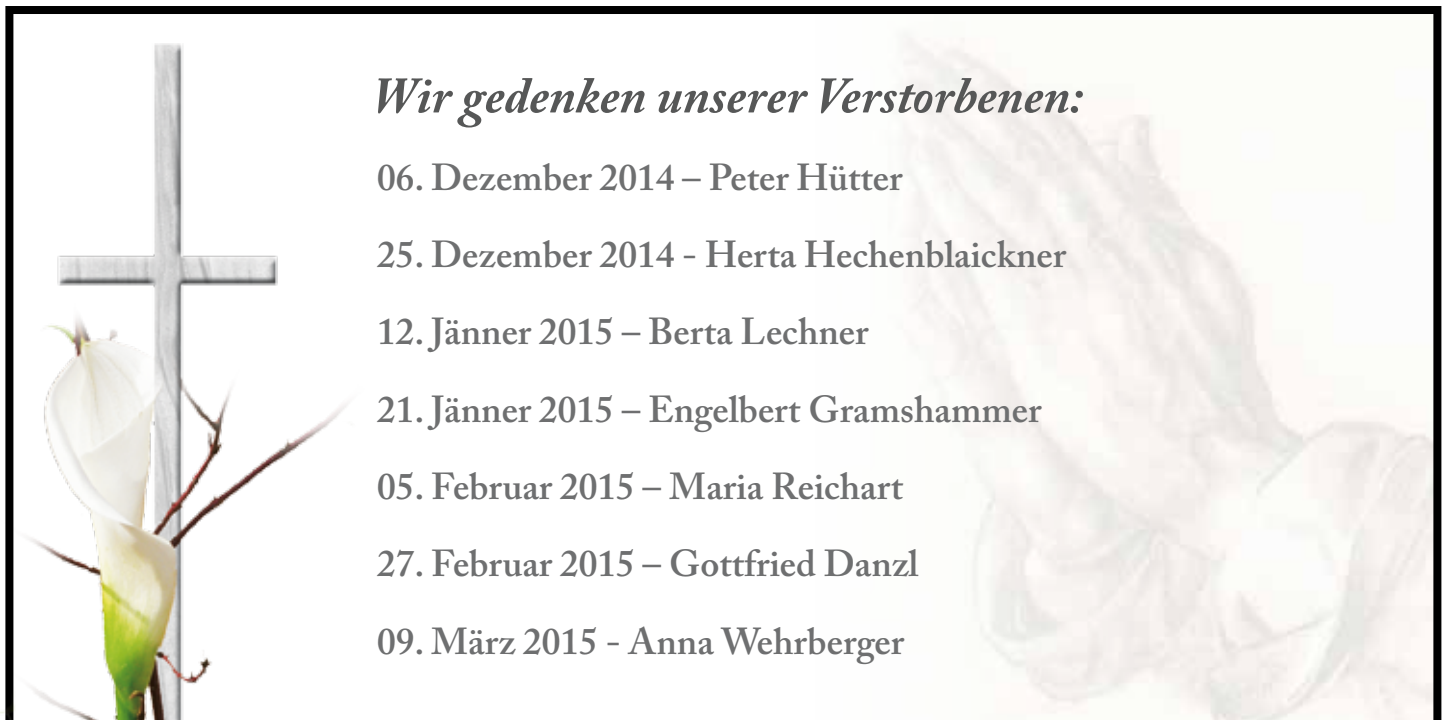 Wir gedenken unserer Verstorbenen:
06. Dezember 2014 – Peter Hütter
25. Dezember 2014 - Herta Hechenblaickner
12. Jänner 2015 – Berta Lechner
21. Jänner 2015 – Engelbert Gramshammer
05. Februar 2015 – Maria Reichart
27. Februar 2015 – Gottfried Danzl
09. März 2015 - Anna Wehrberger